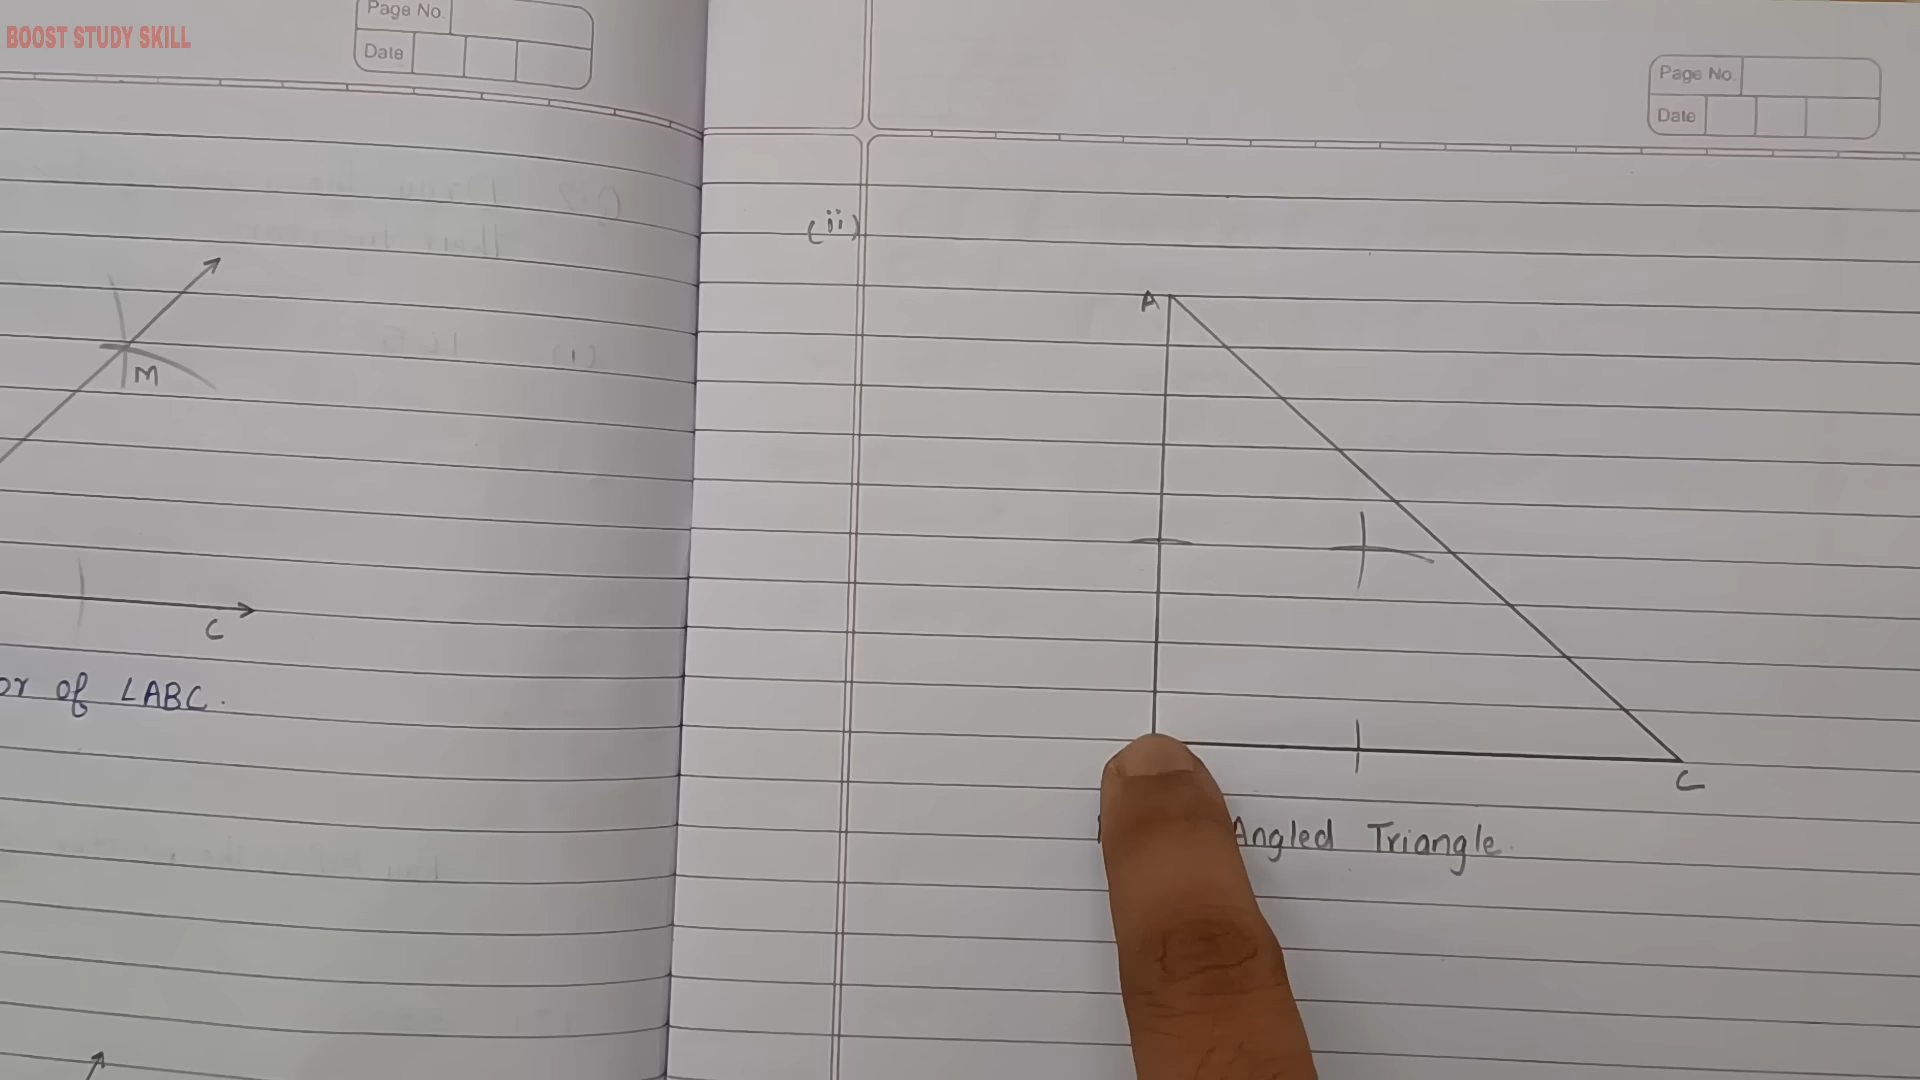 BOOST STUDY SKILL
Page No.
Date
M
C
of ∠ABC.
Page No.
Date
(ii)
A
C
Angled Triangle.